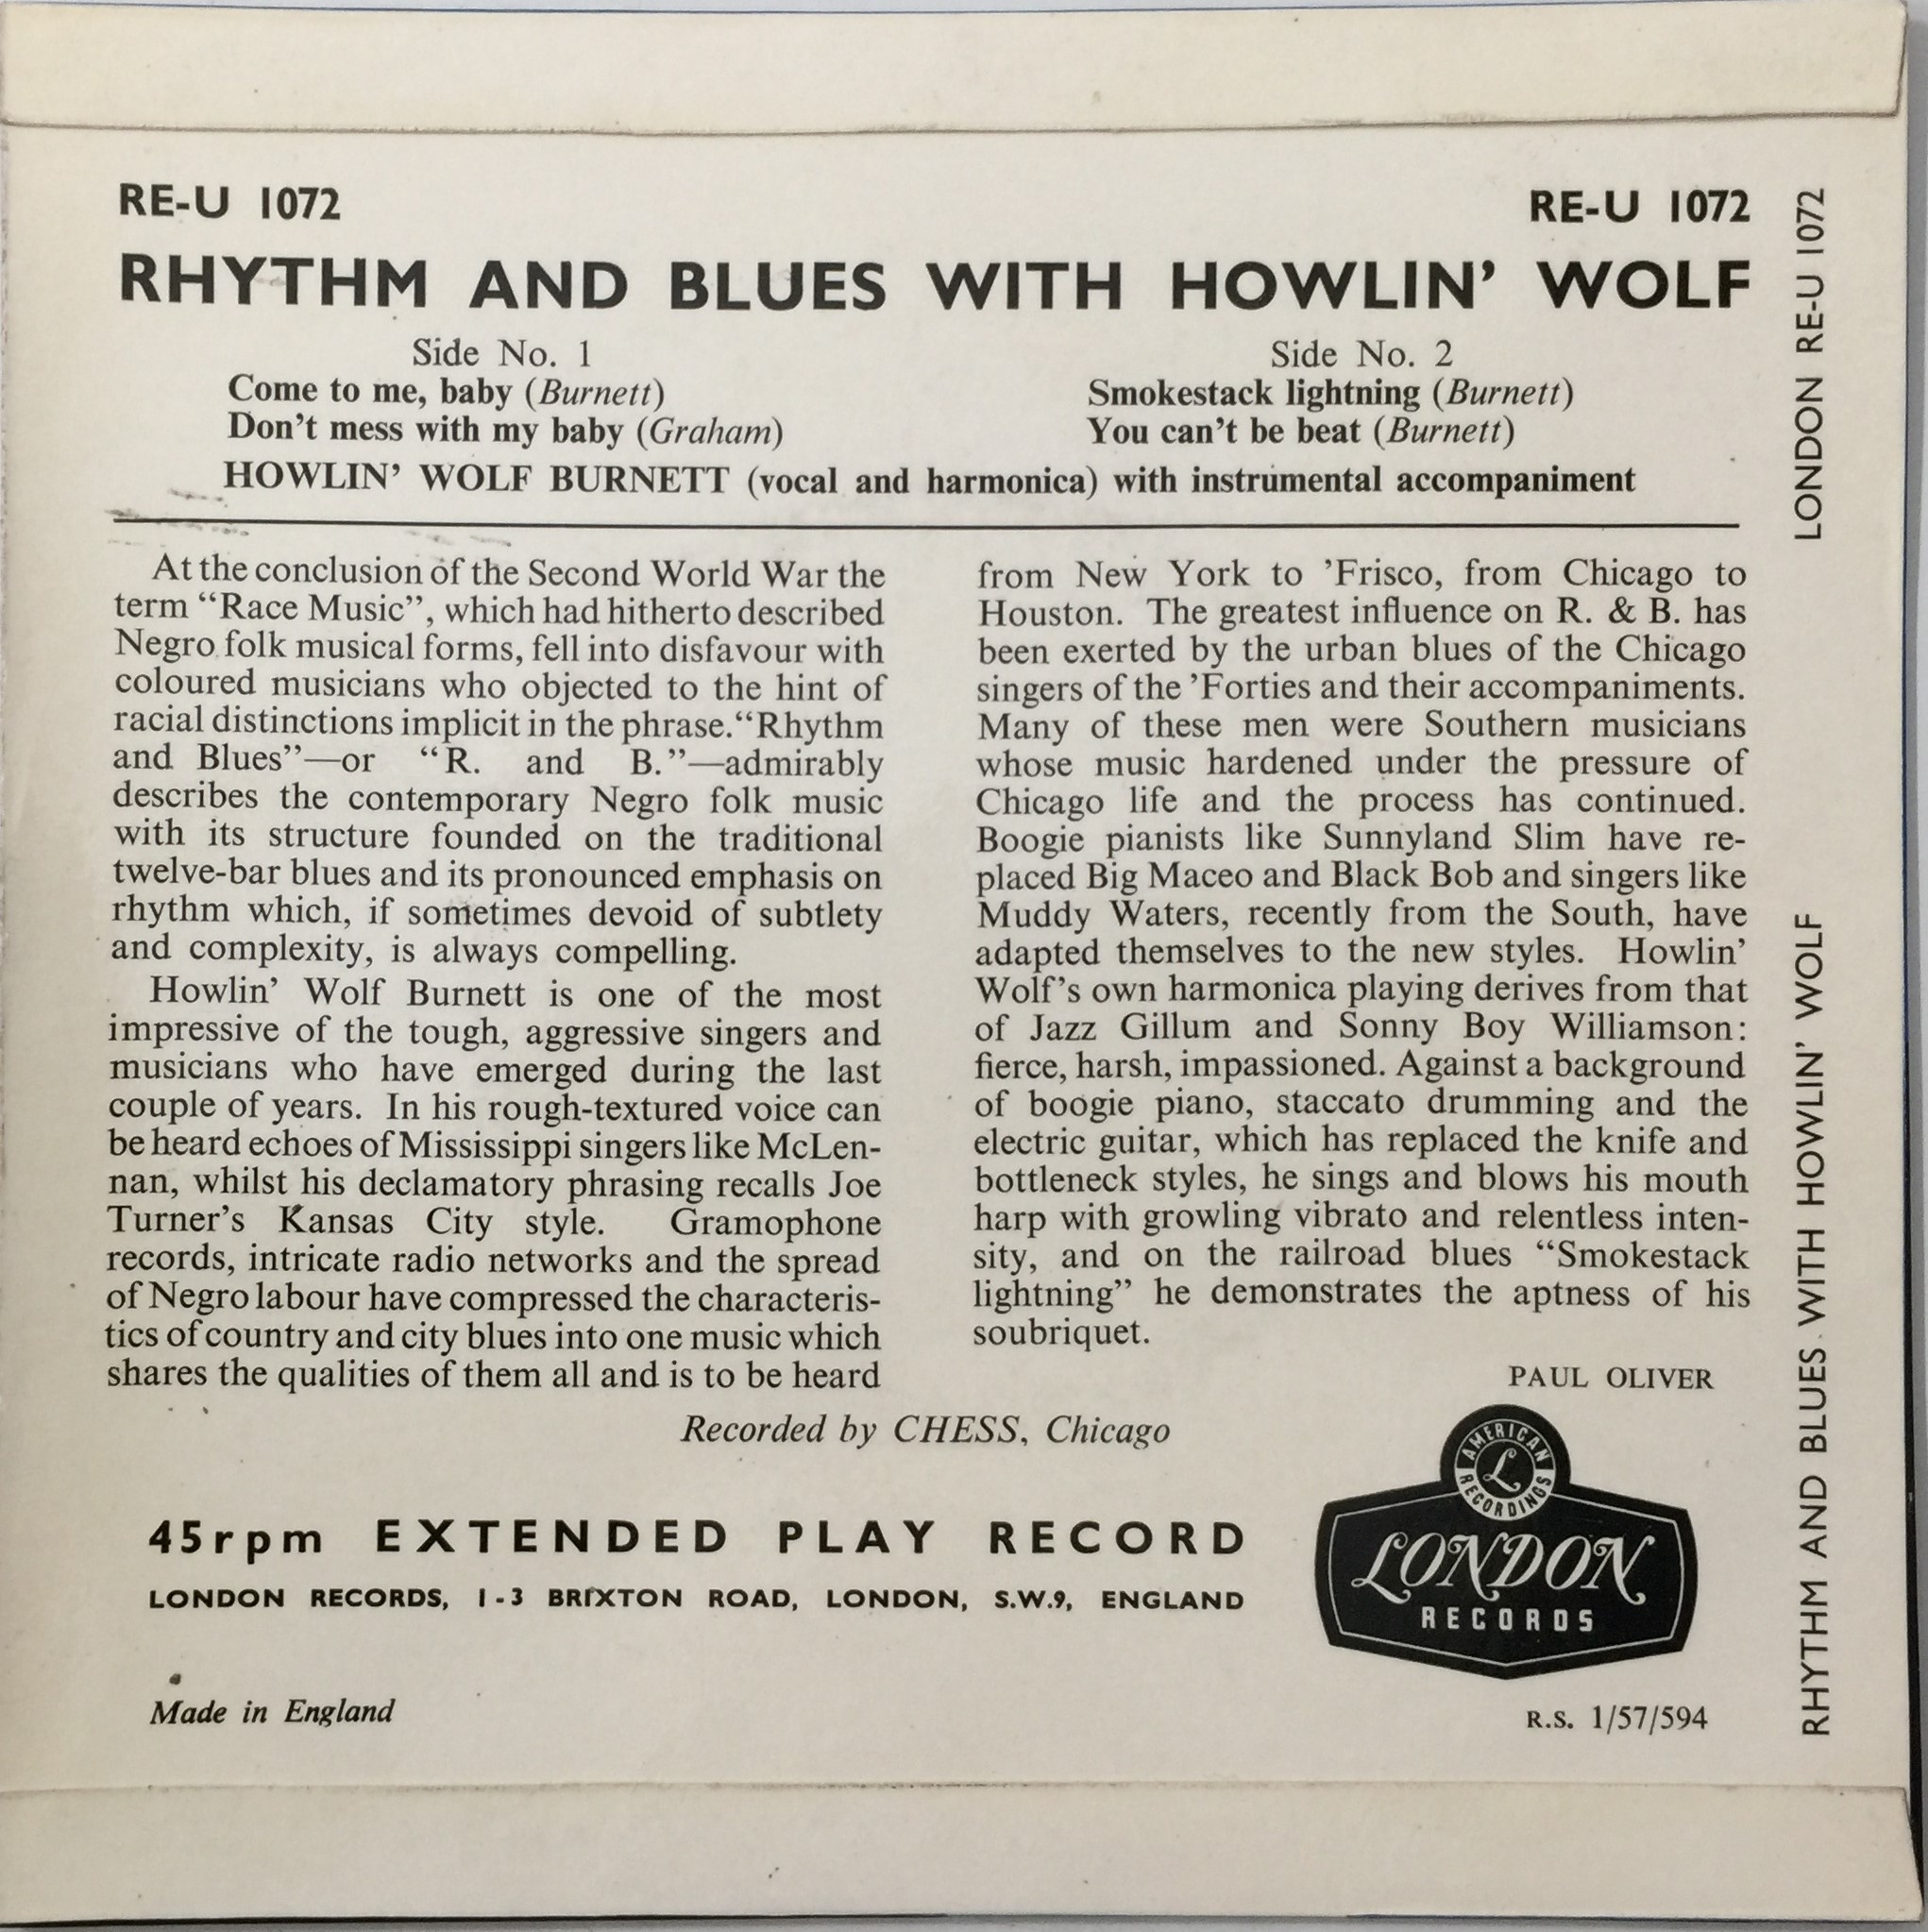 RE-U 1072
RE-U 1072
RHYTHM AND BLUES WITH HOWLIN’ WOLF
Side No. 1
Come to me, baby (Burnett)
Don’t mess with my baby (Graham)
Side No. 2
Smokestack lightning (Burnett)
You can’t be beat (Burnett)
HOWLIN’ WOLF BURNETT (vocal and harmonica) with instrumental accompaniment
At the conclusion of the Second World War the
term “Race Music”, which had hitherto described
Negro folk musical forms, fell into disfavour with
coloured musicians who objected to the hint of
racial distinctions implicit in the phrase. “Rhythm
and Blues”—or “R. and B.”—admirably
describes the contemporary Negro folk music
with its structure founded on the traditional
twelve-bar blues and its pronounced emphasis on
rhythm which, if sometimes devoid of subtlety
and complexity, is always compelling.
Howlin’ Wolf Burnett is one of the most
impressive of the tough, aggressive singers and
musicians who have emerged during the last
couple of years. In his rough-textured voice can
be heard echoes of Mississippi singers like McLen-
nan, whilst his declamatory phrasing recalls Joe
Turner’s Kansas City style. Gramophone
records, intricate radio networks and the spread
of Negro labour have compressed the characteris-
tics of country and city blues into one music which
shares the qualities of them all and is to be heard
from New York to ’Frisco, from Chicago to
Houston. The greatest influence on R. & B. has
been exerted by the urban blues of the Chicago
singers of the ’Forties and their accompaniments.
Many of these men were Southern musicians
whose music hardened under the pressure of
Chicago life and the process has continued.
Boogie pianists like Sunnyland Slim have re-
placed Big Maceo and Black Bob and singers like
Muddy Waters, recently from the South, have
adapted themselves to the new styles. Howlin’
Wolf’s own harmonica playing derives from that
of Jazz Gillum and Sonny Boy Williamson:
fierce, harsh, impassioned. Against a background
of boogie piano, staccato drumming and the
electric guitar, which has replaced the knife and
bottleneck styles, he sings and blows his mouth
harp with growling vibrato and relentless inten-
sity, and on the railroad blues “Smokestack
lightning” he demonstrates the aptness of his
soubriquet.
PAUL OLIVER
Recorded by CHESS, Chicago
45rpm EXTENDED PLAY RECORD
LONDON RECORDS, 1-3 BRIXTON ROAD, LONDON, S.W.9, ENGLAND
AMERICAN L RECORDINGS
LONDON
RECORDS
Made in England
R.S. 1/57/594
RHYTHM AND BLUES WITH HOWLIN’ WOLF LONDON RE-U 1072